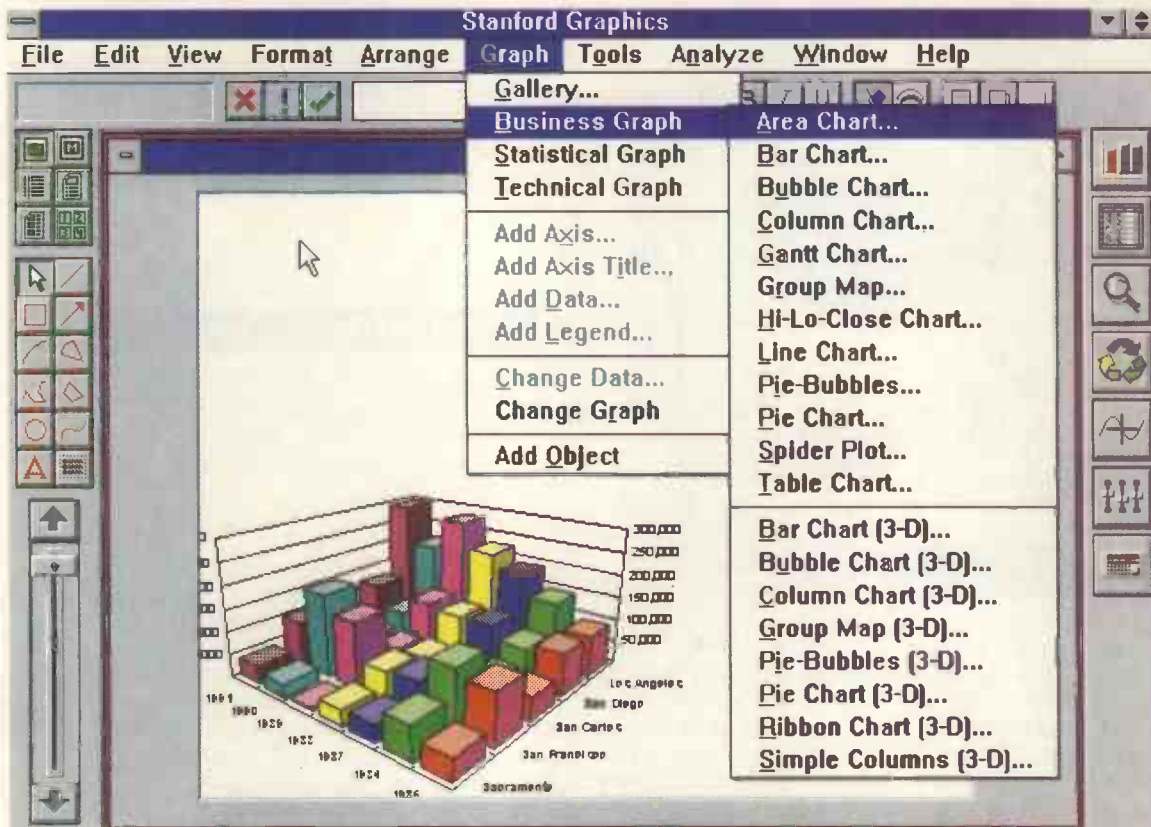 Stanford Graphics
File Edit View Format Arrange Graph Tools Analyze Window Help
Gallery...
Business Graph
Statistical Graph
Technical Graph
Add Axis...
Add Axis Title...
Add Data...
Add Legend...
Change Data...
Change Graph
Add Object
Area Chart...
Bar Chart...
Bubble Chart...
Column Chart...
Gantt Chart...
Group Map...
Hi-Lo-Close Chart...
Line Chart...
Pie-Bubbles...
Pie Chart...
Spider Plot...
Table Chart...
Bar Chart (3-D)...
Bubble Chart (3-D)...
Column Chart (3-D)...
Group Map (3-D)...
Pie-Bubbles (3-D)...
Pie Chart (3-D)...
Ribbon Chart (3-D)...
Simple Columns (3-D)...
M
A
300,000
250,000
200,000
150,000
100,000
50,000
Los Angeles
San Diego
San Carlos
San Francisco
Sacramento
1990
1987